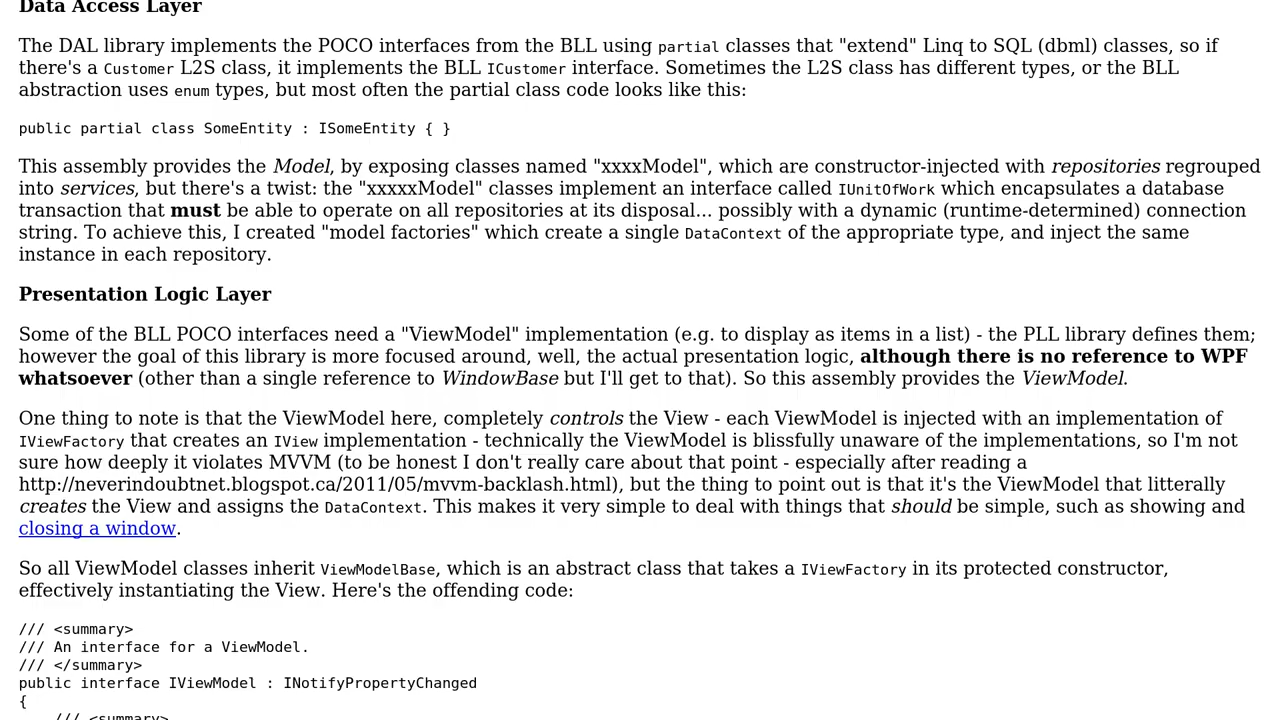 Data Access Layer
The DAL library implements the POCO interfaces from the BLL using partial classes that "extend" Linq to SQL (dbml) classes, so if
there's a Customer L2S class, it implements the BLL ICustomer interface. Sometimes the L2S class has different types, or the BLL
abstraction uses enum types, but most often the partial class code looks like this:
public partial class SomeEntity : ISomeEntity { }
This assembly provides the Model, by exposing classes named "xxxxModel", which are constructor-injected with repositories regrouped
into services, but there's a twist: the "xxxxxModel" classes implement an interface called IUnitOfWork which encapsulates a database
transaction that must be able to operate on all repositories at its disposal... possibly with a dynamic (runtime-determined) connection
string. To achieve this, I created "model factories" which create a single DataContext of the appropriate type, and inject the same
instance in each repository.
Presentation Logic Layer
Some of the BLL POCO interfaces need a "ViewModel" implementation (e.g. to display as items in a list) - the PLL library defines them;
however the goal of this library is more focused around, well, the actual presentation logic, although there is no reference to WPF
whatsoever (other than a single reference to WindowBase but I'll get to that). So this assembly provides the ViewModel.
One thing to note is that the ViewModel here, completely controls the View - each ViewModel is injected with an implementation of
IViewFactory that creates an IView implementation - technically the ViewModel is blissfully unaware of the implementations, so I'm not
sure how deeply it violates MVVM (to be honest I don't really care about that point - especially after reading a
http://neverindoubtnet.blogspot.ca/2011/05/mvvm-backlash.html), but the thing to point out is that it's the ViewModel that litterally
creates the View and assigns the DataContext. This makes it very simple to deal with things that should be simple, such as showing and
closing a window.
So all ViewModel classes inherit ViewModelBase, which is an abstract class that takes a IViewFactory in its protected constructor,
effectively instantiating the View. Here's the offending code:
/// <summary>
/// An interface for a ViewModel.
/// </summary>
public interface IViewModel : INotifyPropertyChanged
{
/// <summary>